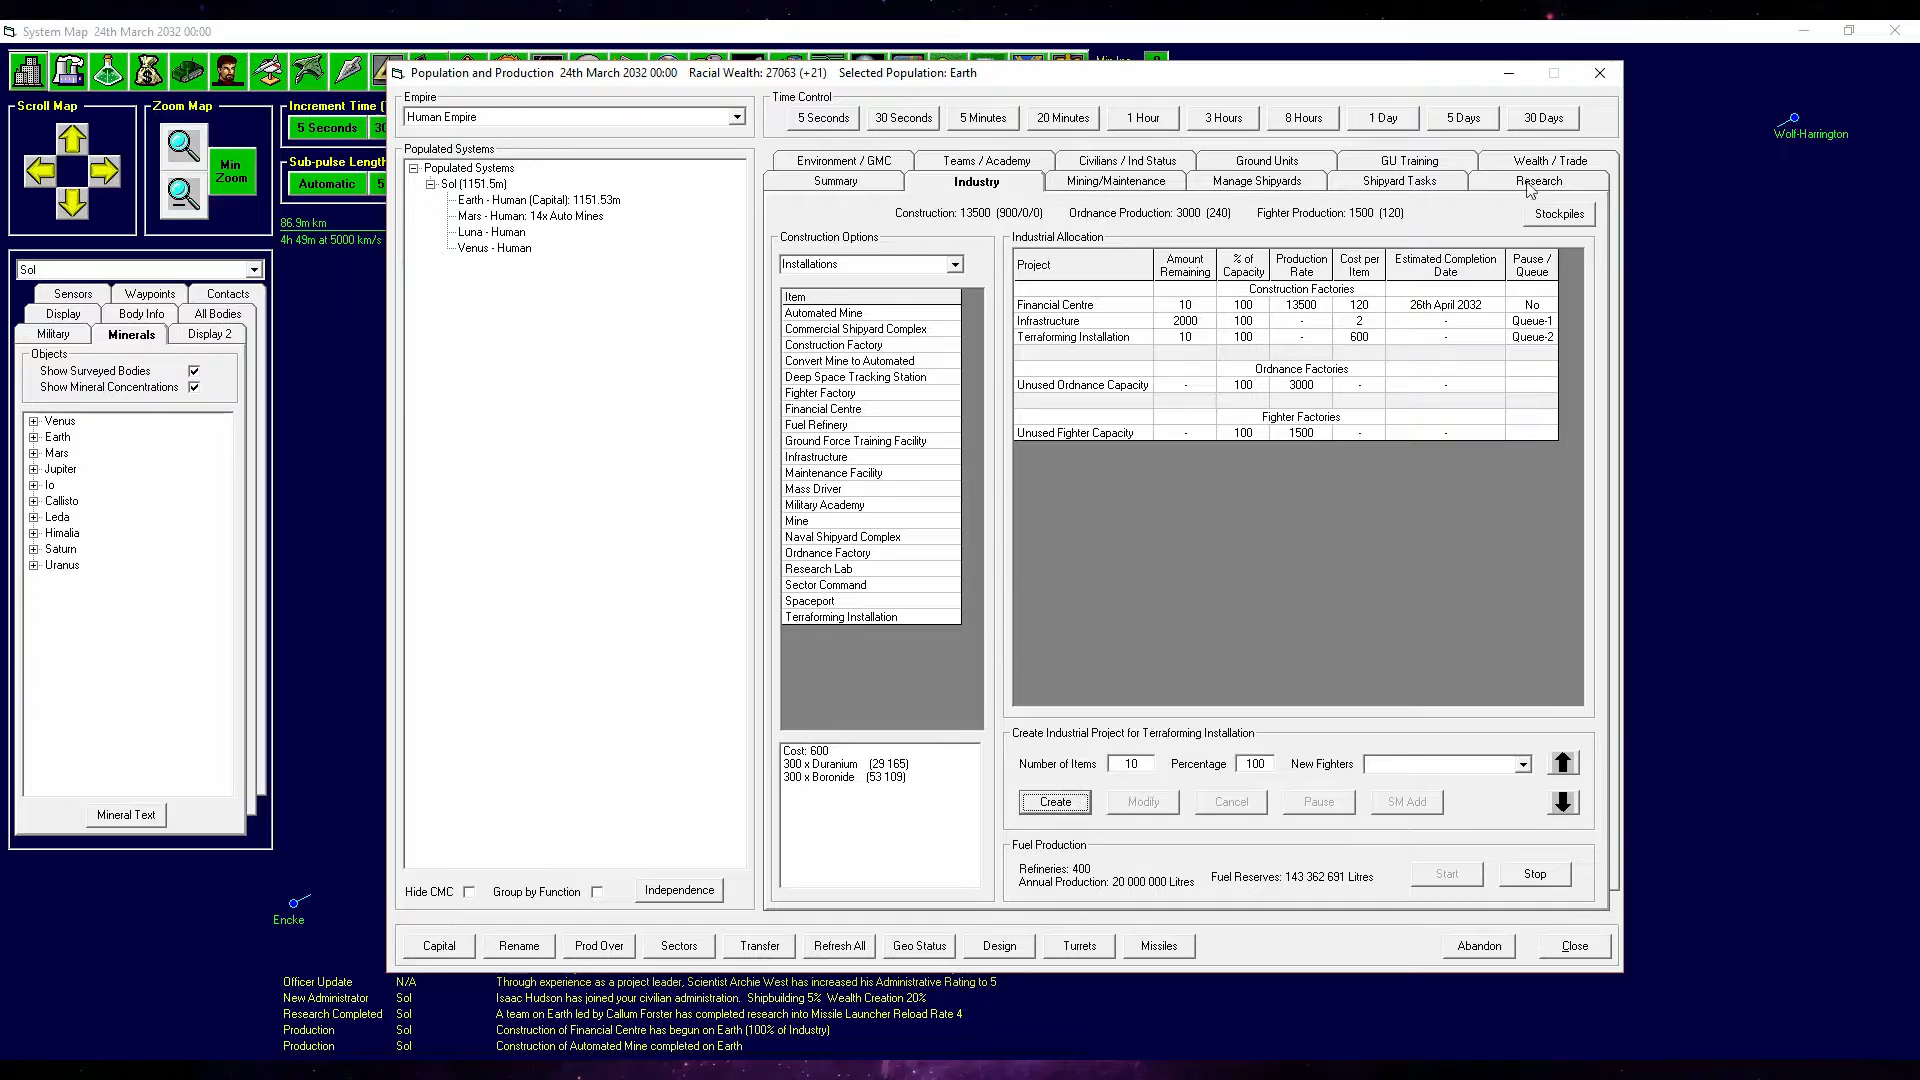 System Map   24th March 2032 00:00
Scroll Map
Zoom Map
Min
Zoom
Increment Time (
5 Seconds
30
Sub-pulse Length
Automatic
5
86.9m km
4h 49m at 5000 km/s
Sol
Sensors
Waypoints
Contacts
Display
Body Info
All Bodies
Military
Minerals
Display 2
Objects
Show Surveyed Bodies
Show Mineral Concentrations
Venus
Earth
Mars
Jupiter
Io
Callisto
Leda
Himalia
Saturn
Uranus
Mineral Text
Encke
Wolf-Harrington
Population and Production   24th March 2032 00:00   Racial Wealth: 27063 (+21)   Selected Population: Earth
Empire
Human Empire
Populated Systems
Populated Systems
Sol (1151.5m)
Earth - Human (Capital): 1151.53m
Mars - Human: 14x Auto Mines
Luna - Human
Venus - Human
Hide CMC
Group by Function
Independence
Time Control
5 Seconds
30 Seconds
5 Minutes
20 Minutes
1 Hour
3 Hours
8 Hours
1 Day
5 Days
30 Days
Environment / GMC
Teams / Academy
Civilians / Ind Status
Ground Units
GU Training
Wealth / Trade
Summary
Industry
Mining/Maintenance
Manage Shipyards
Shipyard Tasks
Research
Construction: 13500 (900/0/0)   Ordnance Production: 3000 (240)   Fighter Production: 1500 (120)
Stockpiles
Construction Options
Installations
Item
Automated Mine
Commercial Shipyard Complex
Construction Factory
Convert Mine to Automated
Deep Space Tracking Station
Fighter Factory
Financial Centre
Fuel Refinery
Ground Force Training Facility
Infrastructure
Maintenance Facility
Mass Driver
Military Academy
Mine
Naval Shipyard Complex
Ordnance Factory
Research Lab
Sector Command
Spaceport
Terraforming Installation
Cost: 600
300 x Duranium   (29 165)
300 x Boronide   (53 109)
Industrial Allocation
Project   Amount Remaining   % of Capacity   Production Rate   Cost per Item   Estimated Completion Date   Pause / Queue
Construction Factories
Financial Centre   10   100   13500   120   26th April 2032   No
Infrastructure   2000   100   -   2   -   Queue-1
Terraforming Installation   10   100   -   600   -   Queue-2
Ordnance Factories
Unused Ordnance Capacity   -   100   3000   -   -
Fighter Factories
Unused Fighter Capacity   -   100   1500   -   -
Create Industrial Project for Terraforming Installation
Number of Items   10   Percentage   100   New Fighters
Create
Modify
Cancel
Pause
SM Add
Fuel Production
Refineries: 400
Annual Production: 20 000 000 Litres
Fuel Reserves: 143 362 691 Litres
Start
Stop
Capital
Rename
Prod Over
Sectors
Transfer
Refresh All
Geo Status
Design
Turrets
Missiles
Abandon
Close
Officer Update   N/A   Through experience as a project leader, Scientist Archie West has increased his Administrative Rating to 5
New Administrator   Sol   Isaac Hudson has joined your civilian administration.  Shipbuilding 5%  Wealth Creation 20%
Research Completed   Sol   A team on Earth led by Callum Forster has completed research into Missile Launcher Reload Rate 4
Production   Sol   Construction of Financial Centre has begun on Earth (100% of Industry)
Production   Sol   Construction of Automated Mine completed on Earth